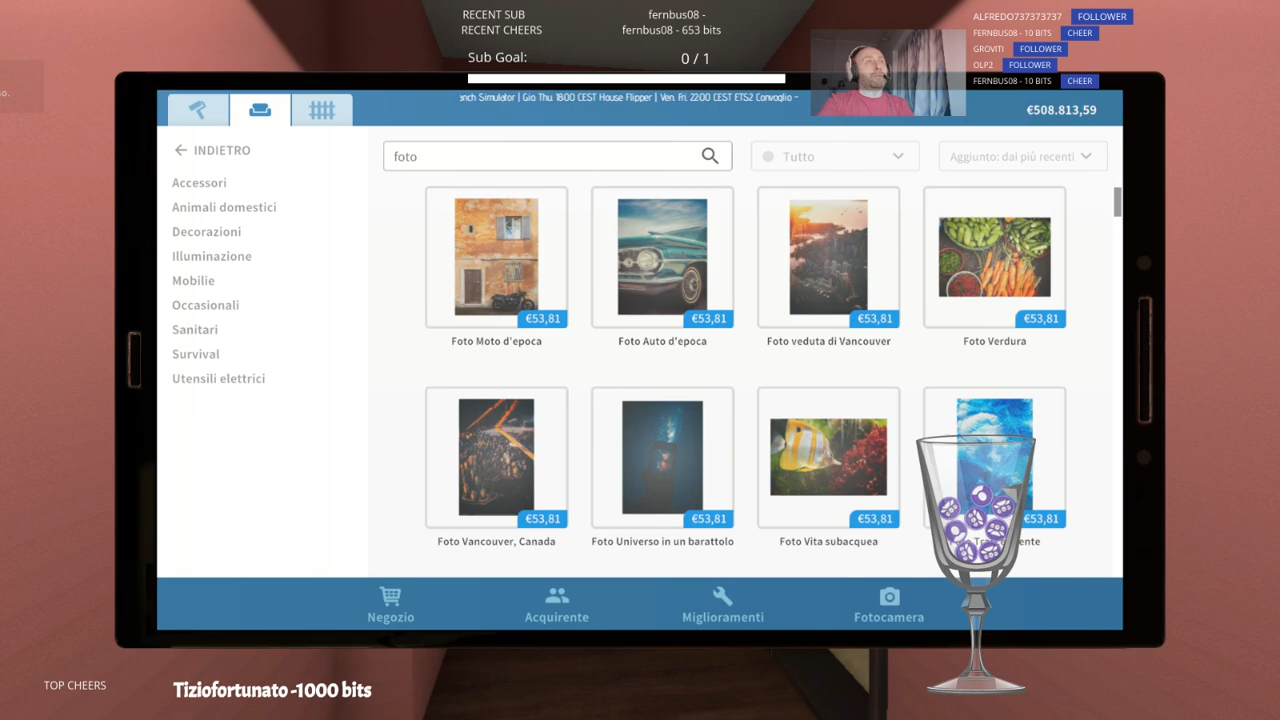 RECENT SUB
fernbus08 -
RECENT CHEERS
fernbus08 - 653 bits
Sub Goal:
0 / 1
ALFREDO737373737 FOLLOWER
FERNBUS08 - 10 BITS CHEER
GROVITI FOLLOWER
OLP2 FOLLOWER
FERNBUS08 - 10 BITS CHEER
Simulator | Gio. Thu. 18:00 CEST House Flipper | Ven. Fri. 22:00 CEST ETS2 Convoglio -
€508.813,59
INDIETRO
Accessori
Animali domestici
Decorazioni
Illuminazione
Mobilie
Occasionali
Sanitari
Survival
Utensili elettrici
foto
Tutto
Aggiunto: dai più recenti
€53,81
€53,81
€53,81
€53,81
Foto Moto d'epoca
Foto Auto d'epoca
Foto veduta di Vancouver
Foto Verdura
€53,81
€53,81
€53,81
€53,81
Foto Vancouver, Canada
Foto Universo in un barattolo
Foto Vita subacquea
Negozio
Acquirente
Miglioramenti
Fotocamera
TOP CHEERS
Tiziofortunato -1000 bits